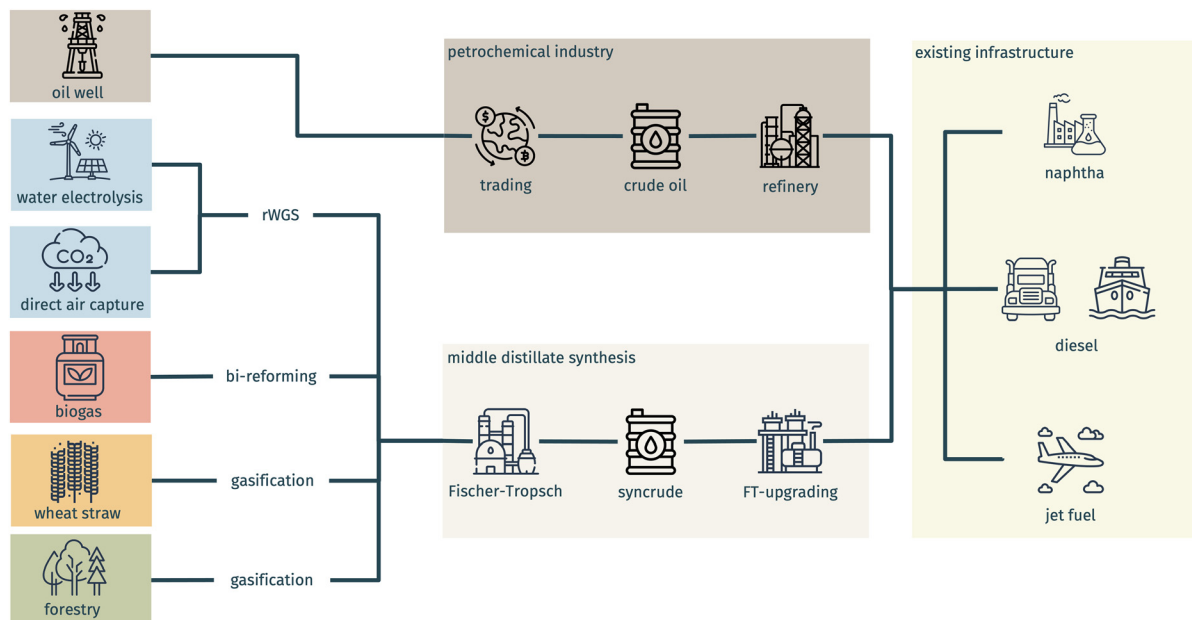 oil well
water electrolysis
CO₂
direct air capture
biogas
wheat straw
forestry
rWGS
bi-reforming
gasification
gasification
petrochemical industry
$
₿
trading
crude oil
refinery
middle distillate synthesis
Fischer-Tropsch
syncrude
FT-upgrading
existing infrastructure
naphtha
diesel
jet fuel